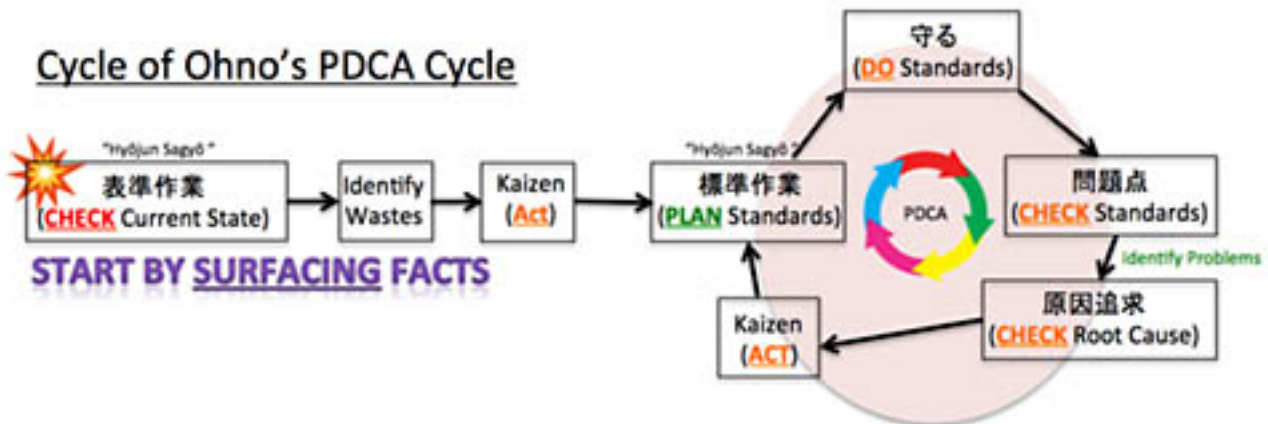 Cycle of Ohno's PDCA Cycle
"Hyōjun Sagyō "
表準作業
(CHECK Current State)
START BY SURFACING FACTS
Identify
Wastes
Kaizen
(Act)
"Hyōjun Sagyō "
標準作業
(PLAN Standards)
守る
(DO Standards)
問題点
(CHECK Standards)
Identify Problems
原因追求
(CHECK Root Cause)
Kaizen
(ACT)
PDCA